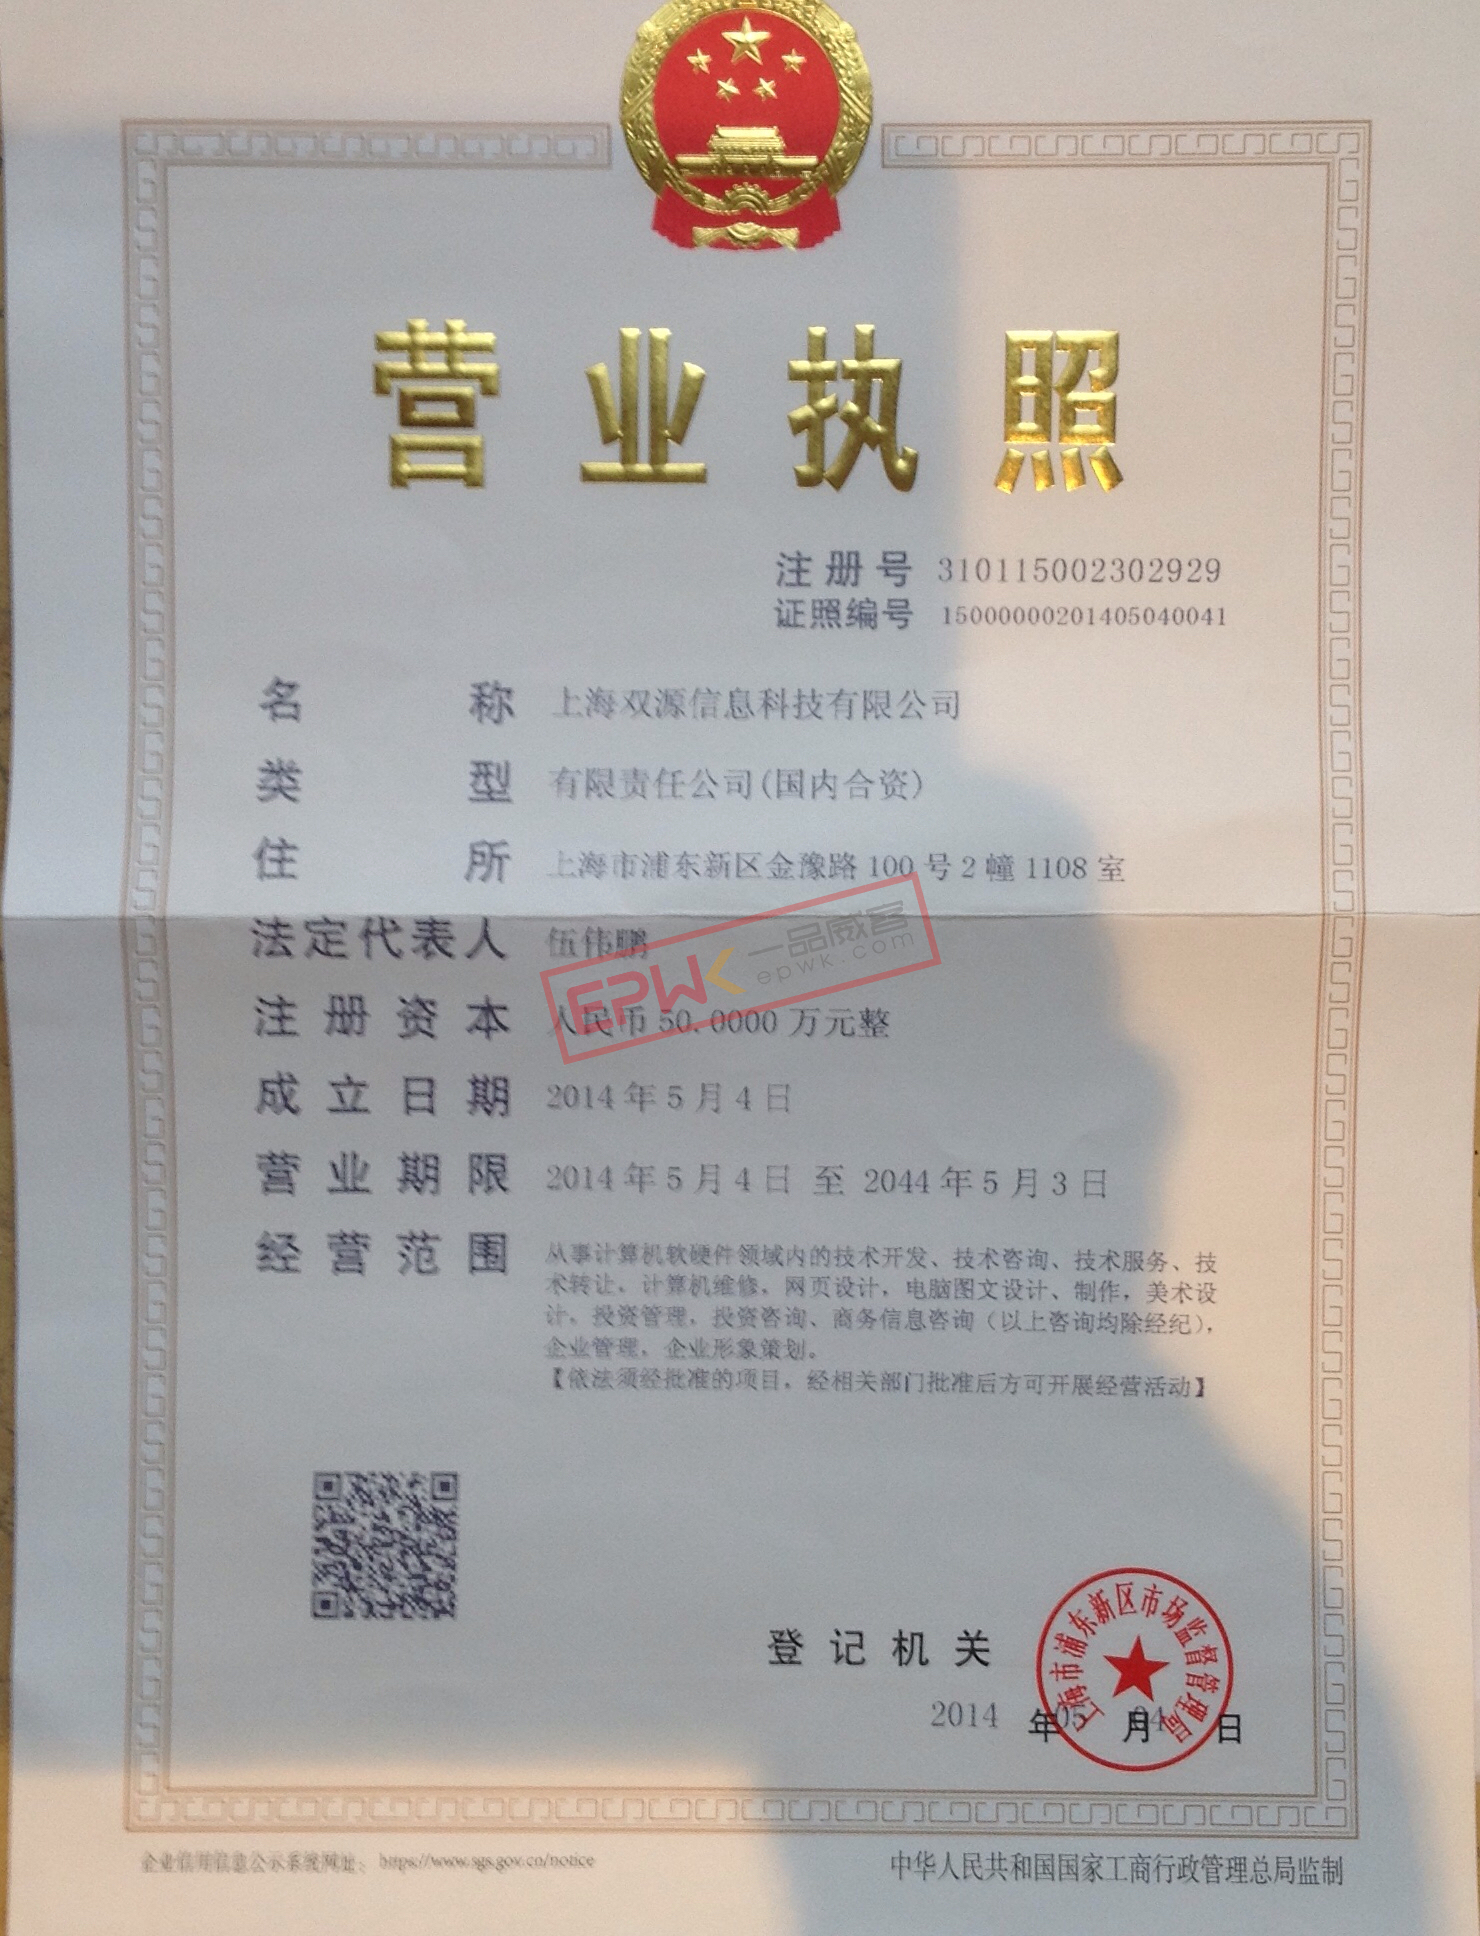 营业执照
注册号 310115002302929
证照编号 15000000201405040041
名称 上海双源信息科技有限公司
类型 有限责任公司(国内合资)
住所 上海市浦东新区金豫路100号2幢1108室
法定代表人 伍伟鹏
EPWK 一品威客
epwk.com
注册资本 人民币50.0000万元整
成立日期 2014年5月4日
营业期限 2014年5月4日 至 2044年5月3日
经营范围 从事计算机软硬件领域内的技术开发、技术咨询、技术服务、技
术转让，计算机维修，网页设计，电脑图文设计、制作，美术设
计，投资管理，投资咨询、商务信息咨询（以上咨询均除经纪），
企业管理，企业形象策划。
【依法须经批准的项目，经相关部门批准后方可开展经营活动】
上海市浦东新区市场监督管理局
登记机关
2014 年05月04日
企业信用信息公示系统网址： https://www.sgs.gov.cn/notice
中华人民共和国国家工商行政管理总局监制